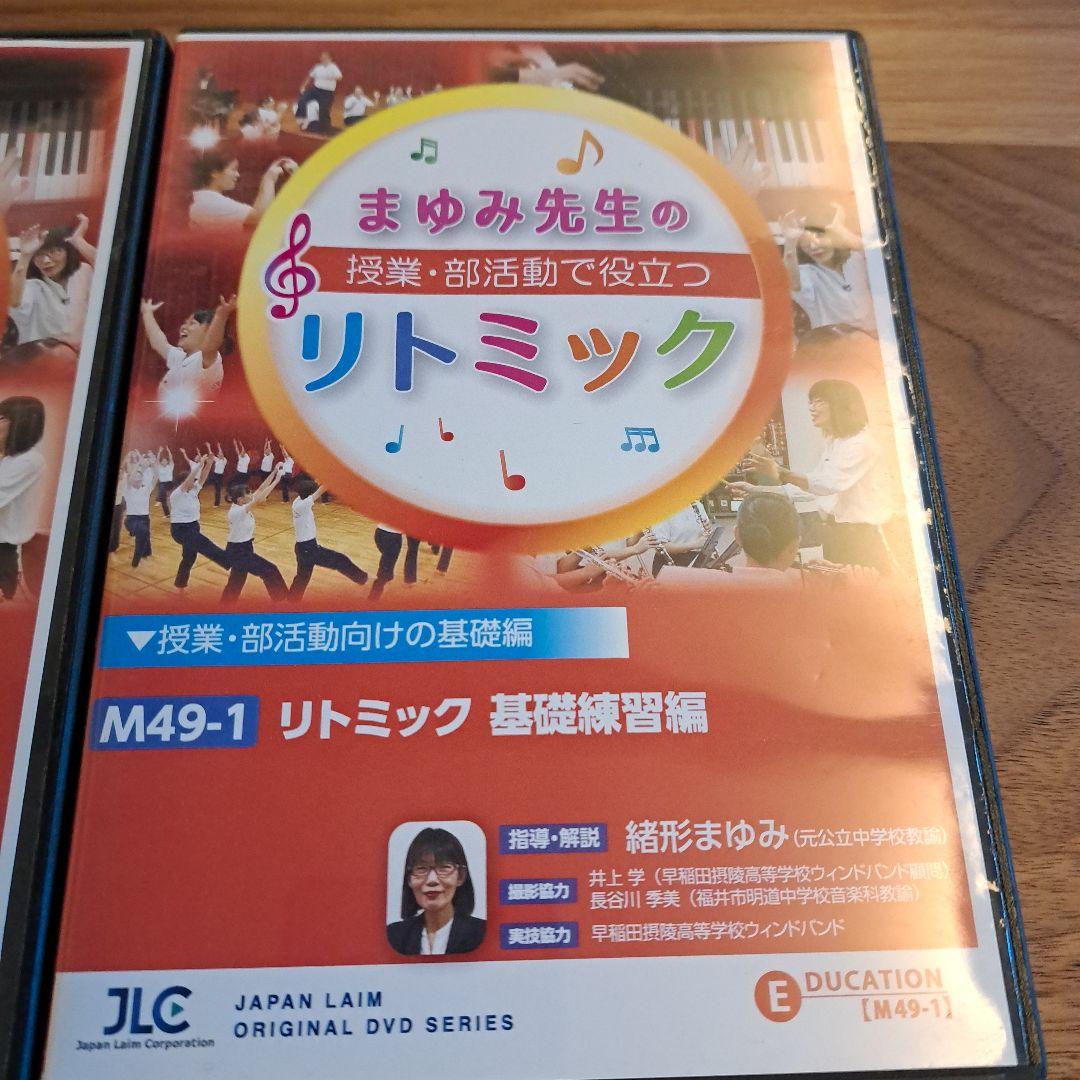 まゆみ先生の
授業・部活動で役立つ
リトミック
▼授業・部活動向けの基礎編
M49-1 リトミック 基礎練習編
指導・解説 緒形まゆみ(元公立中学校教諭)
撮影協力 井上 学(早稲田摂陵高等学校ウィンドバンド顧問)
長谷川 季美(福井市明道中学校音楽科教諭)
実技協力 早稲田摂陵高等学校ウィンドバンド
JLC
Japan Laim Corporation
JAPAN LAIM
ORIGINAL DVD SERIES
EDUCATION
【M49-1】